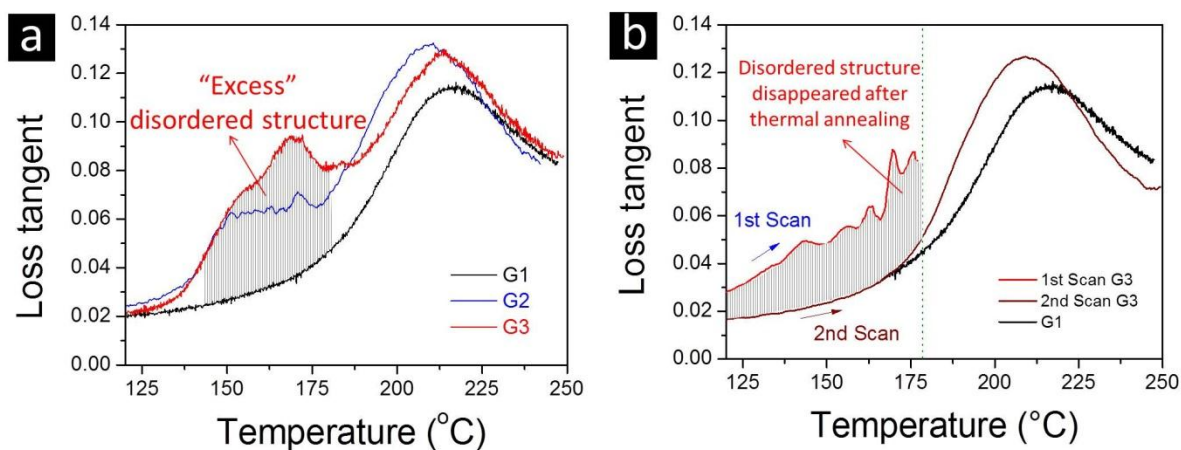 a
0.14
0.12
0.10
0.08
0.06
0.04
0.02
0.00
Loss tangent
“Excess”
disordered structure
G1
G2
G3
125 150 175 200 225 250
Temperature (°C)
b
0.14
0.12
0.10
0.08
0.06
0.04
0.02
0.00
Loss tangent
Disordered structure
disappeared after
thermal annealing
1st Scan
2nd Scan
1st Scan G3
2nd Scan G3
G1
125 150 175 200 225 250
Temperature (°C)